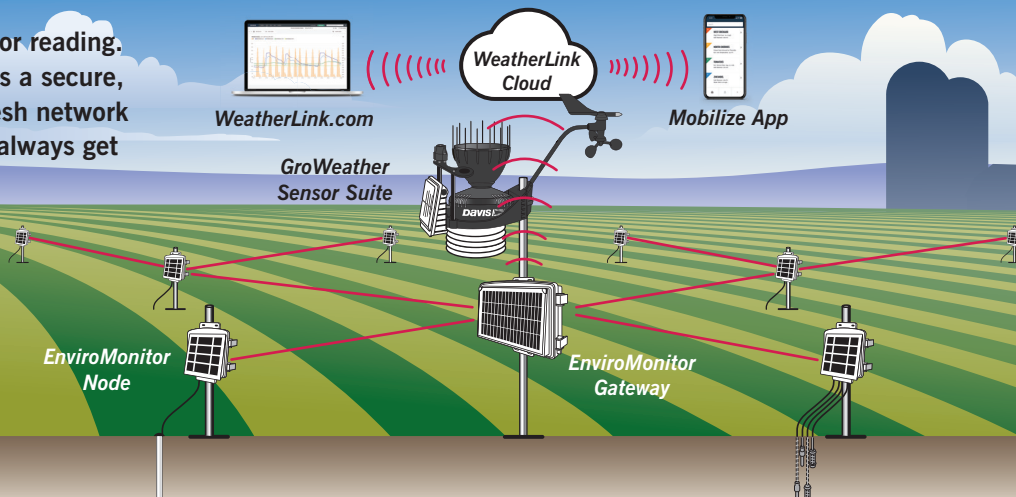 or reading.
s a secure,
esh network
always get
WeatherLink.com
WeatherLink
Cloud
Mobilize App
GroWeather
Sensor Suite
DAVIS
EnviroMonitor
Node
EnviroMonitor
Gateway